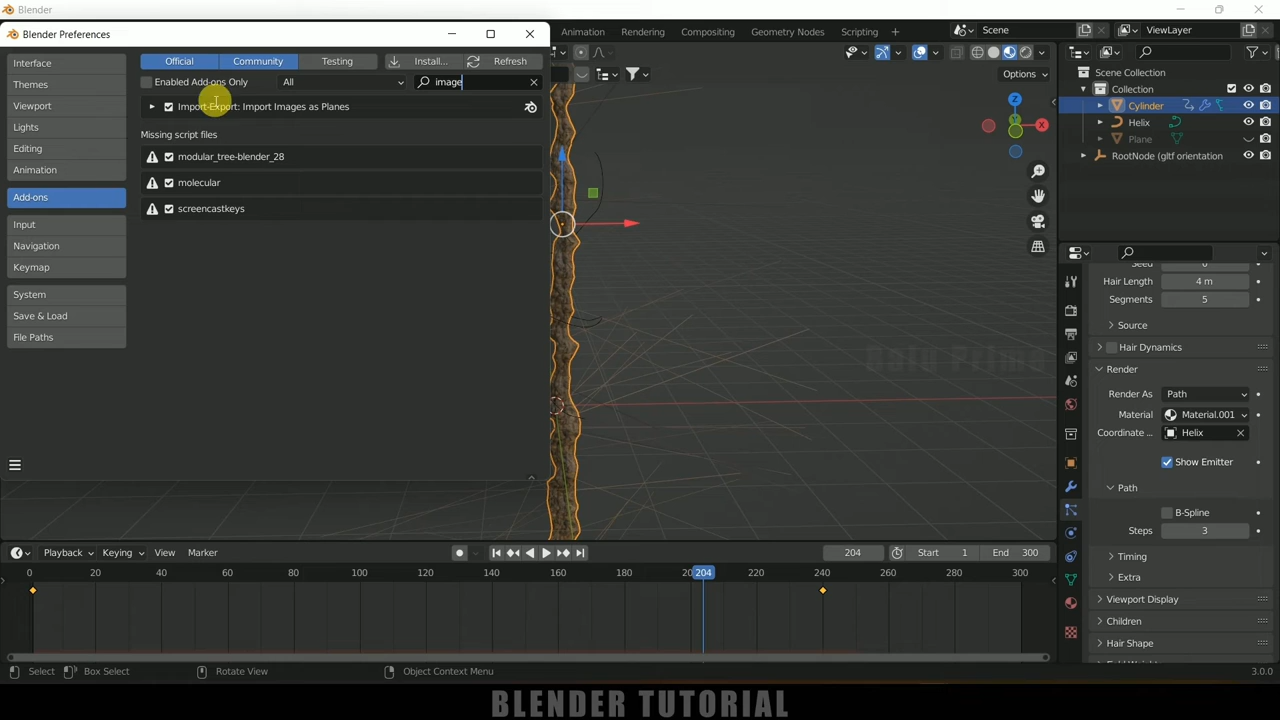 Blender
Blender Preferences
Animation Rendering Compositing Geometry Nodes Scripting + Scene ViewLayer
Interface
Themes
Viewport
Lights
Editing
Animation
Add-ons
Input
Navigation
Keymap
System
Save & Load
File Paths
Official Community Testing Install... Refresh
Enabled Add-ons Only All image
Import-Export: Import Images as Planes
Missing script files
modular_tree-blender_28
molecular
screencastkeys
Options
Z
X
Scene Collection
Collection
Cylinder
Helix
Plane
RootNode (gltf orientation
Seed 0
Hair Length 4 m
Segments 5
Source
Hair Dynamics
Render
Render As Path
Material Material.001
Coordinate ... Helix
Show Emitter
Path
B-Spline
Steps 3
Timing
Extra
Viewport Display
Children
Hair Shape
Playback Keying View Marker 204 Start 1 End 300
0 20 40 60 80 100 120 140 160 180 20 204 220 240 260 280 300
Select Box Select Rotate View Object Context Menu 3.0.0
BLENDER TUTORIAL